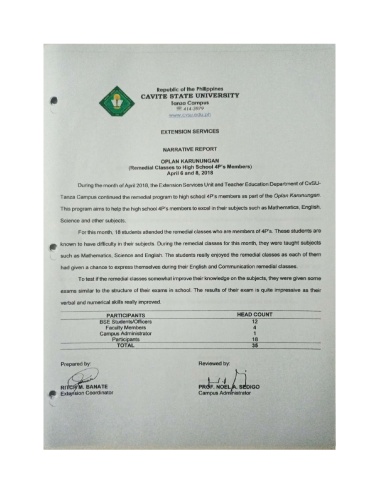 Republic of the Philippines
CAVITE STATE UNIVERSITY
Tanza Campus
www.cvsu.edu.ph
EXTENSION SERVICES
NARRATIVE REPORT
OPLAN KARUNUNGAN
(Remedial Classes to High School 4P's Members)
April 6 and 8, 2018
During the month of April 2018, the Extension Services Unit and Teacher Education Department of CvSU-
Tanza Campus continued the remedial program to high school 4P's members as part of the Oplan Karunungan.
This program aims to help the high school 4P's members to excel in their subjects such as Mathematics, English,
Science and other subjects.
For this month, 18 students attended the remedial classes who are members of 4P's. These students are
known to have difficulty in their subjects. During the remedial classes for this month, they were taught subjects
such as Mathematics, Science and English. The students really enjoyed the remedial classes as each of them
had given a chance to express themselves during their English and Communication remedial classes.
To test if the remedial classes somewhat improve their knowledge on the subjects, they were given some
exams similar to the structure of their exams in school. The results of their exam is quite impressive as their
verbal and numerical skills really improved.
PARTICIPANTS HEAD COUNT
BSE Students/Officers 12
Faculty Members 4
Campus Administrator 1
Participants 18
TOTAL 35
Prepared by: Reviewed by:
RITCH M. BANATE PROF. NOEL A. SEDIGO
Extension Coordinator Campus Administrator